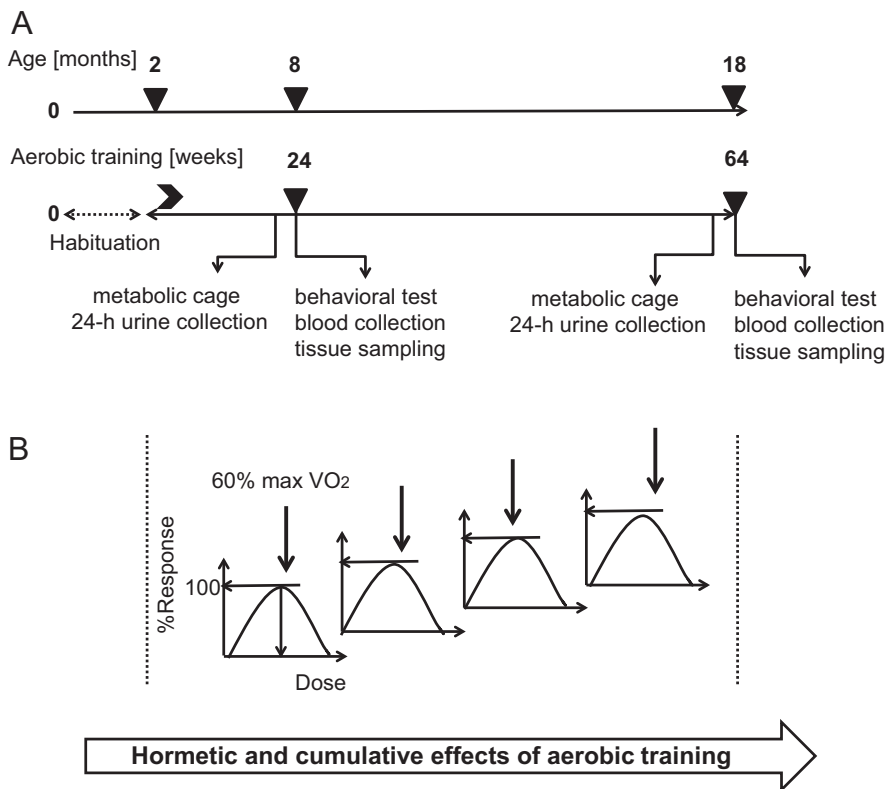 A
Age [months]
2
8
18
0
Aerobic training [weeks]
24
64
0
Habituation
metabolic cage
24-h urine collection
behavioral test
blood collection
tissue sampling
metabolic cage
24-h urine collection
behavioral test
blood collection
tissue sampling
B
60% max VO2
%Response
100
Dose
Hormetic and cumulative effects of aerobic training